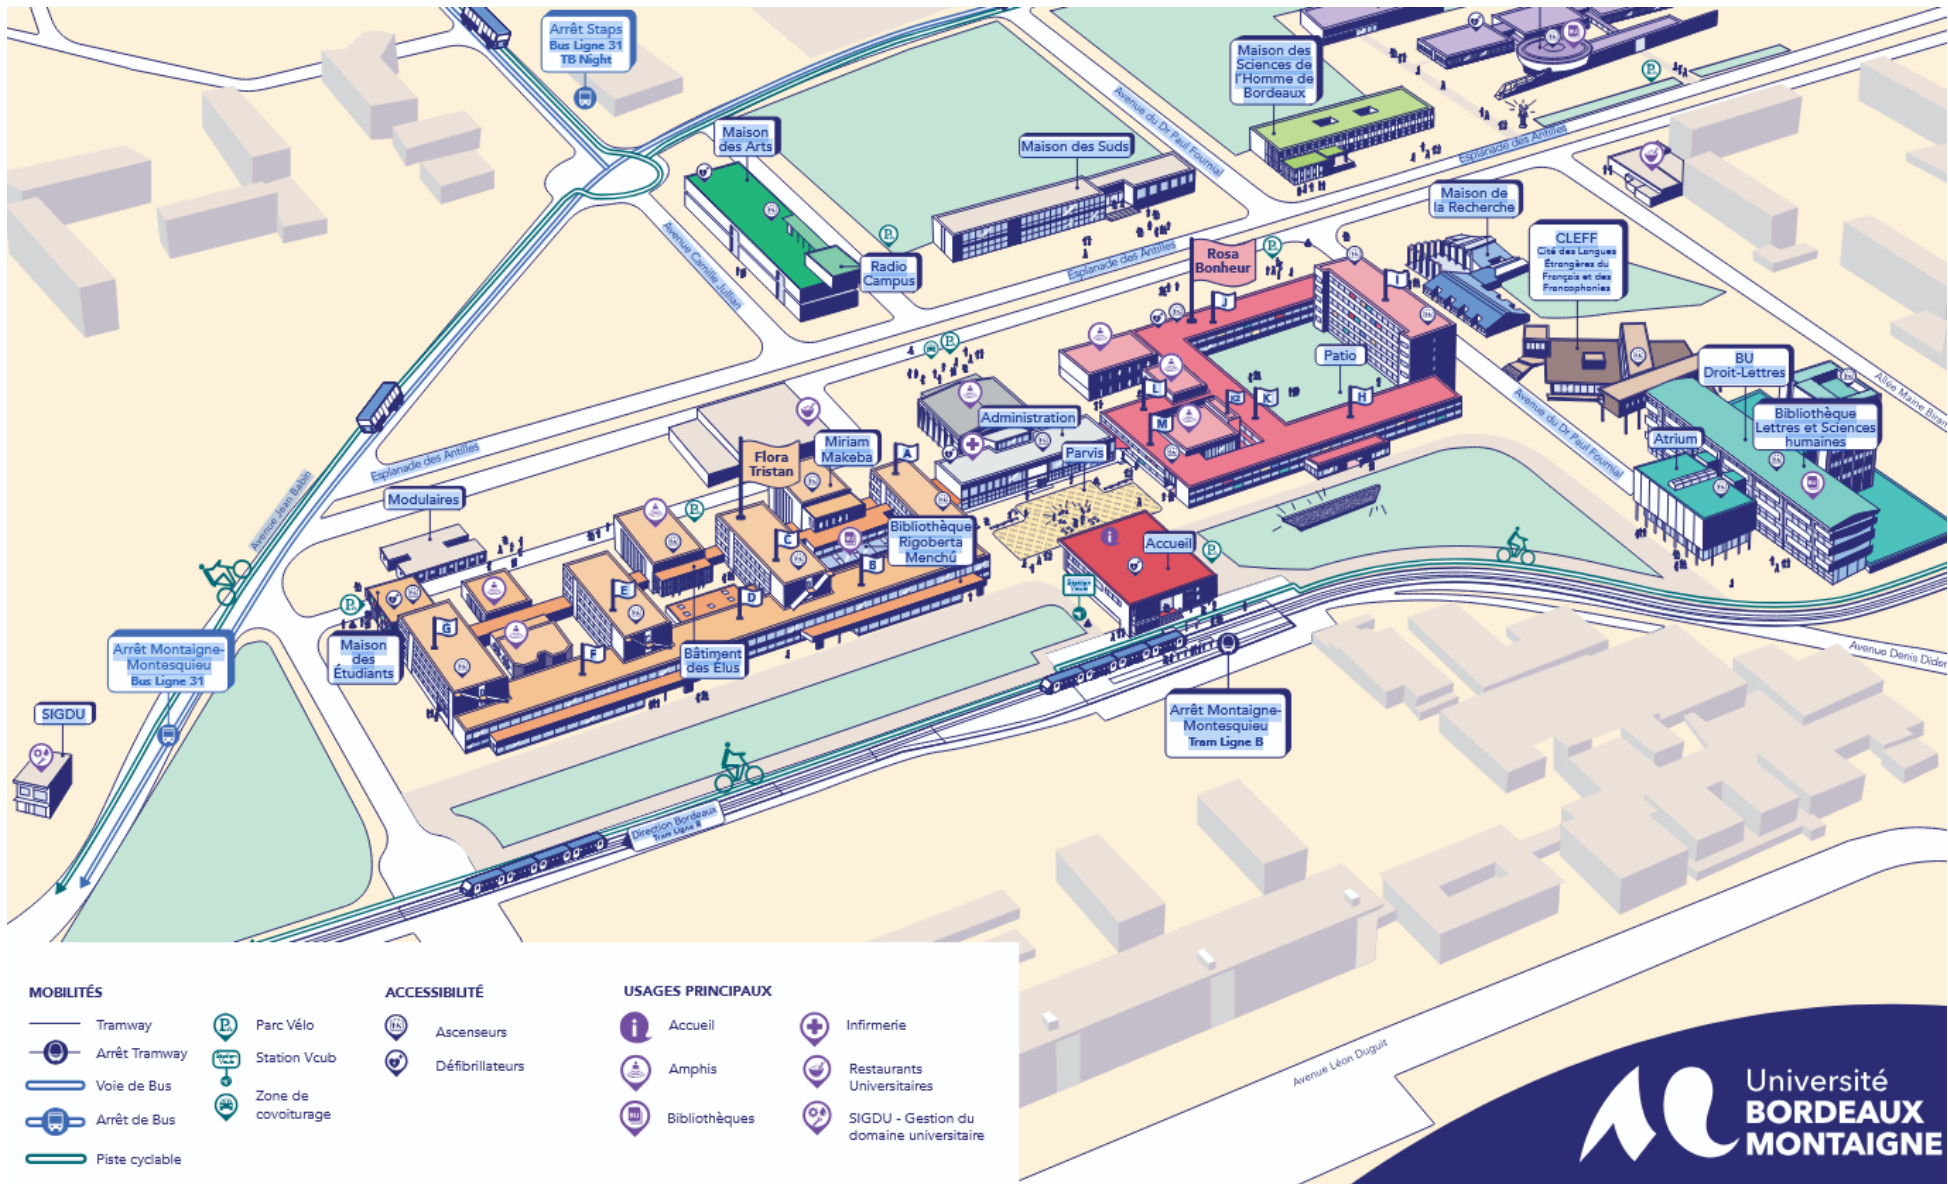 Arrêt Staps
Bus Ligne 31
TB Night
Maison des
Sciences de
l'Homme de
Bordeaux
Avenue du Dr Paul Fournial
Esplanade des Antilles
Maison
des Arts
Maison des Suds
Maison de
la Recherche
CLEFF
Cité des Langues
Étrangères du
Français et des
Francophonies
Radio
Campus
Avenue Camille Jullian
Esplanade des Antilles
Rosa
Bonheur
J
I
Patio
L
K2
K
H
M
BU
Droit-Lettres
Allée Maine Biran
Bibliothèque
Lettres et Sciences
humaines
Atrium
Avenue du Dr Paul Fournial
Administration
Parvis
Miriam
Makeba
A
Flora
Tristan
Esplanade des Antilles
Avenue Jean Babin
Modulaires
Bibliothèque
Rigoberta
Menchú
C
B
Accueil
Station
Vcub
E
D
G
F
Maison
des
Étudiants
Bâtiment
des Élus
Arrêt Montaigne-
Montesquieu
Bus Ligne 31
SIGDU
Arrêt Montaigne-
Montesquieu
Tram Ligne B
Direction Bordeaux
Tram Ligne B
Avenue Léon Duguit
MOBILITÉS
Tramway
Arrêt Tramway
Voie de Bus
Arrêt de Bus
Piste cyclable
Parc Vélo
Station Vcub
Zone de
covoiturage
ACCESSIBILITÉ
Ascenseurs
Défibrillateurs
USAGES PRINCIPAUX
Accueil
Amphis
Bibliothèques
Infirmerie
Restaurants
Universitaires
SIGDU - Gestion du
domaine universitaire
Université
BORDEAUX
MONTAIGNE